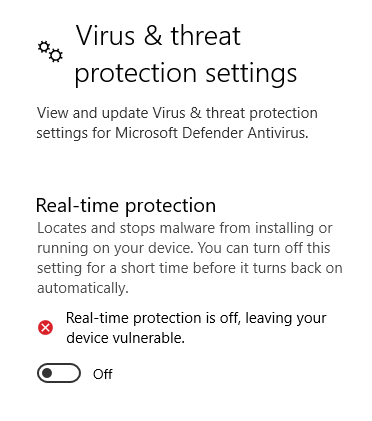 Virus & threat
protection settings
View and update Virus & threat protection
settings for Microsoft Defender Antivirus.
Real-time protection
Locates and stops malware from installing or
running on your device. You can turn off this
setting for a short time before it turns back on
automatically.
Real-time protection is off, leaving your
device vulnerable.
Off